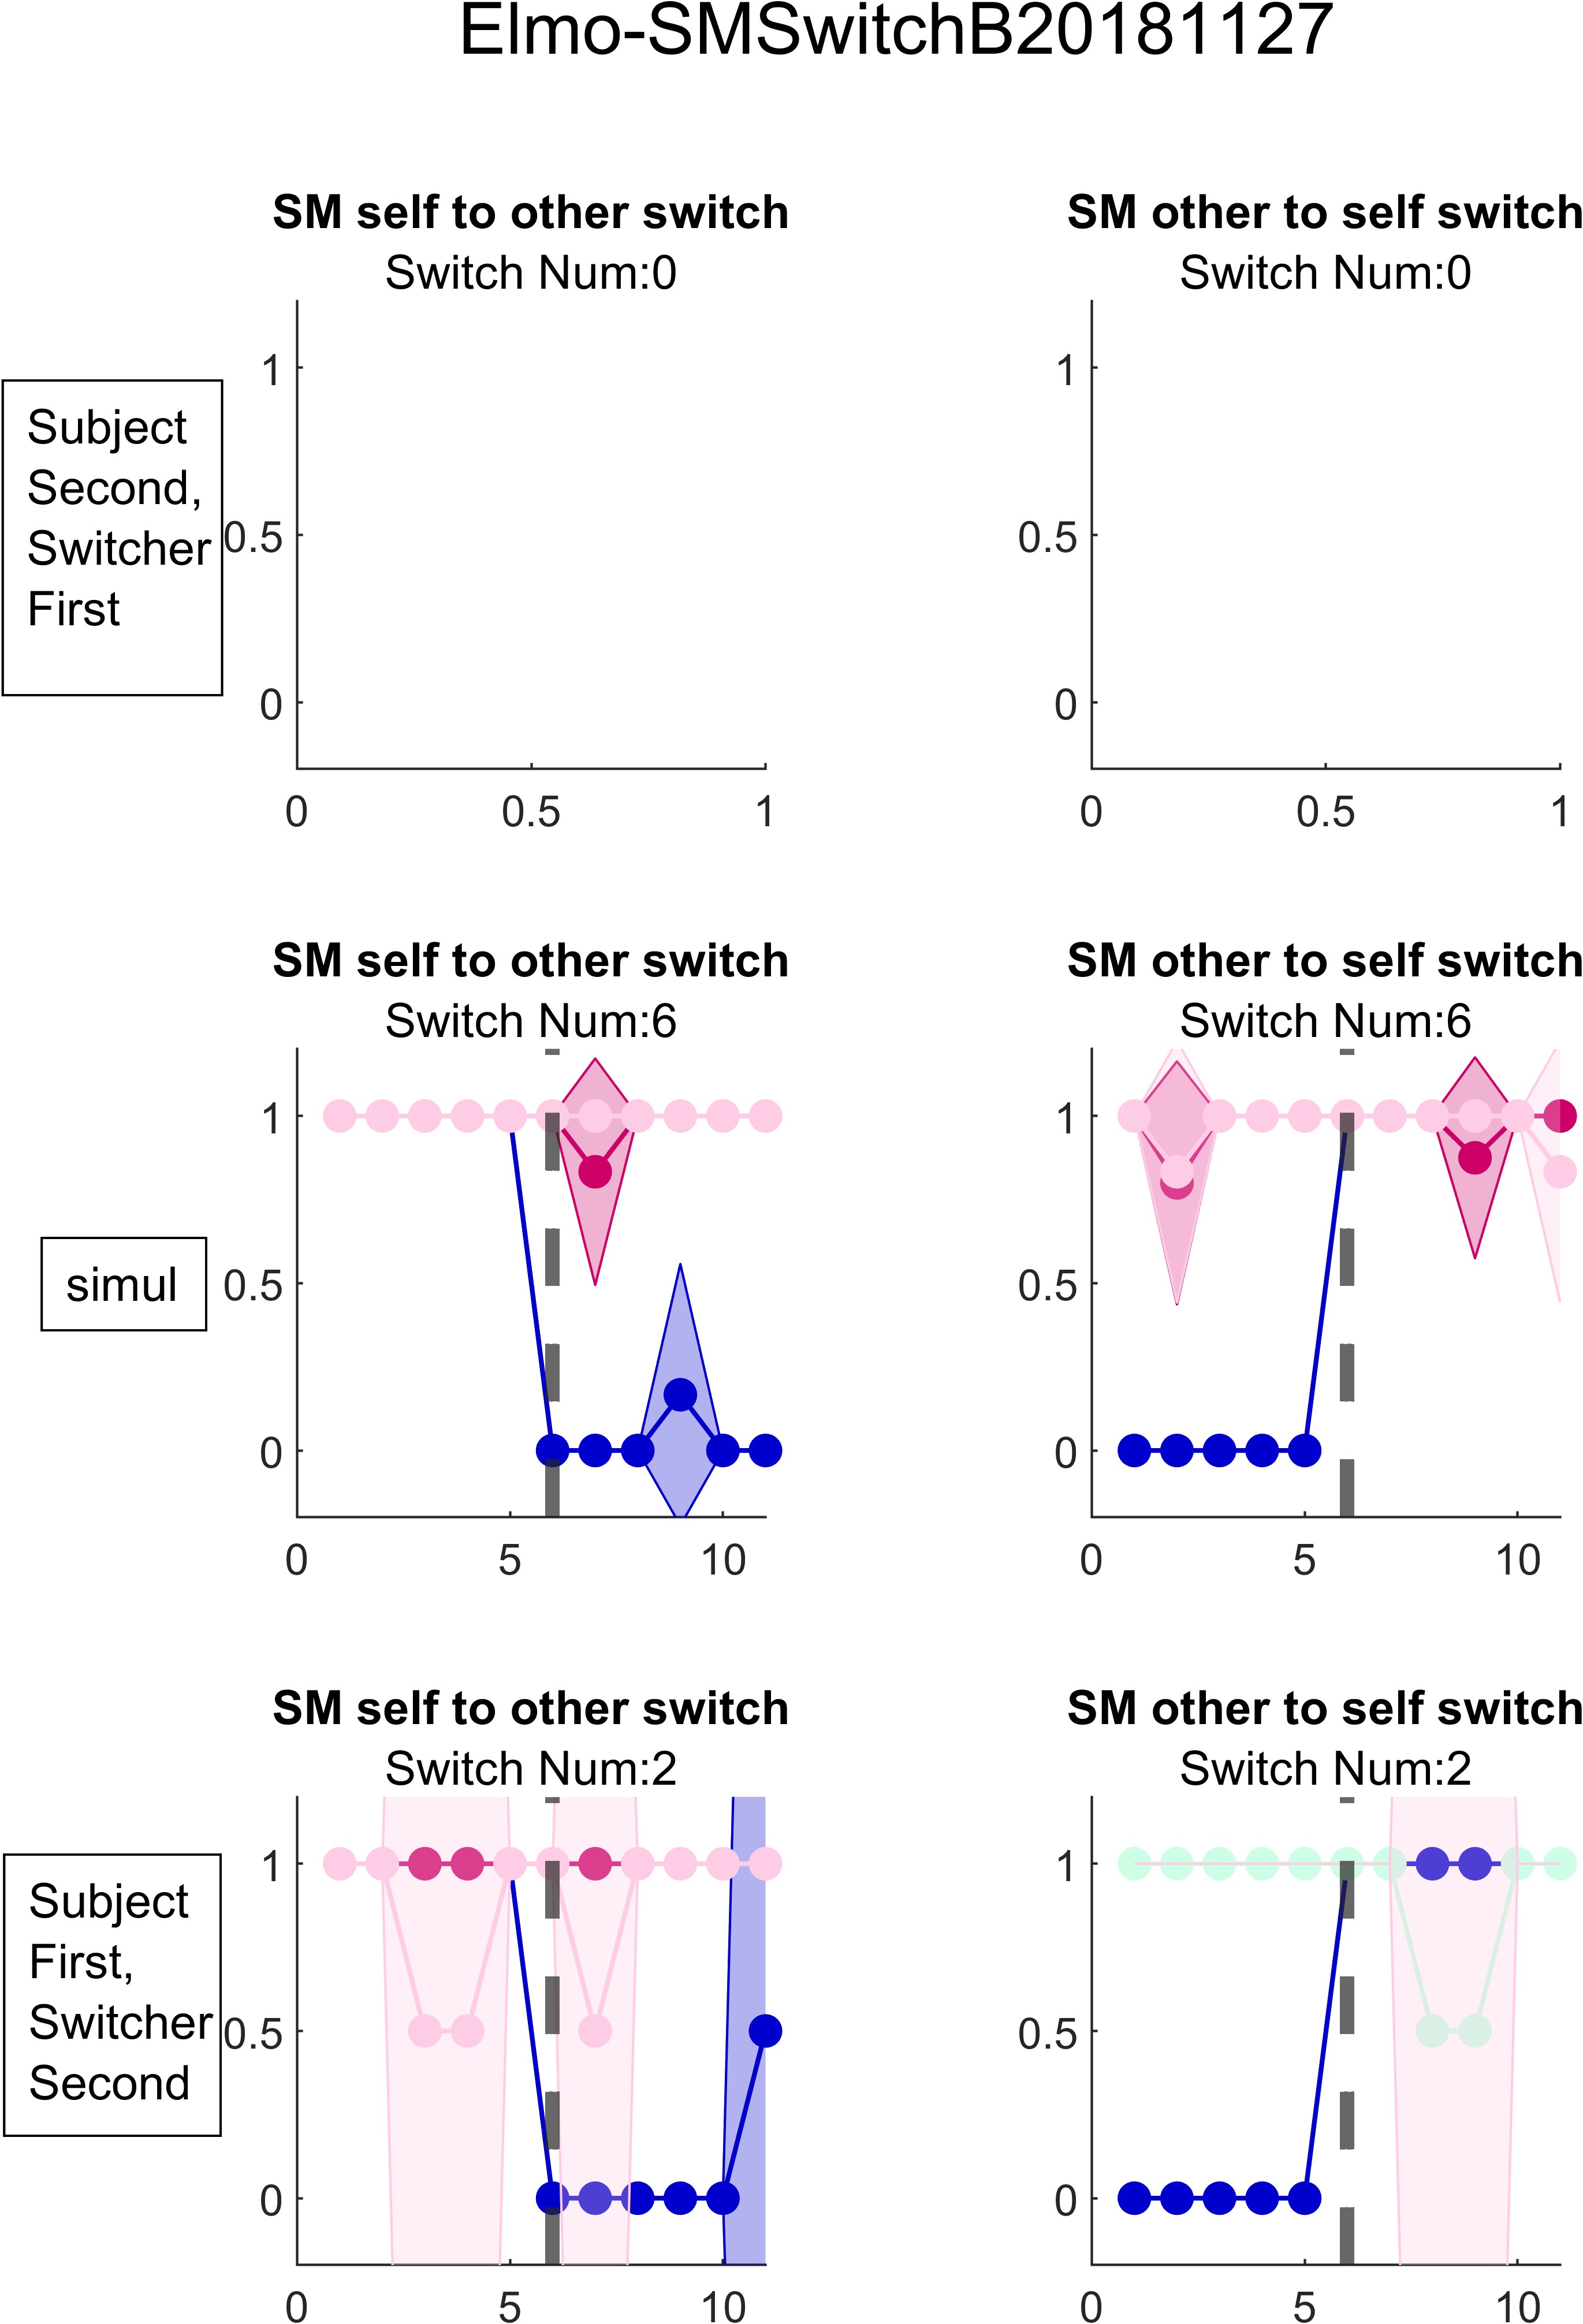 Elmo-SMSwitchB20181127
SM self to other switch
Switch Num:0
1
0.5
0
0
0.5
1
SM other to self switch
Switch Num:0
1
0.5
0
0
0.5
1
Subject
Second,
Switcher
First
SM self to other switch
Switch Num:6
1
0.5
0
0
5
10
SM other to self switch
Switch Num:6
1
0.5
0
0
5
10
simul
SM self to other switch
Switch Num:2
1
0.5
0
0
5
10
SM other to self switch
Switch Num:2
1
0.5
0
0
5
10
Subject
First,
Switcher
Second